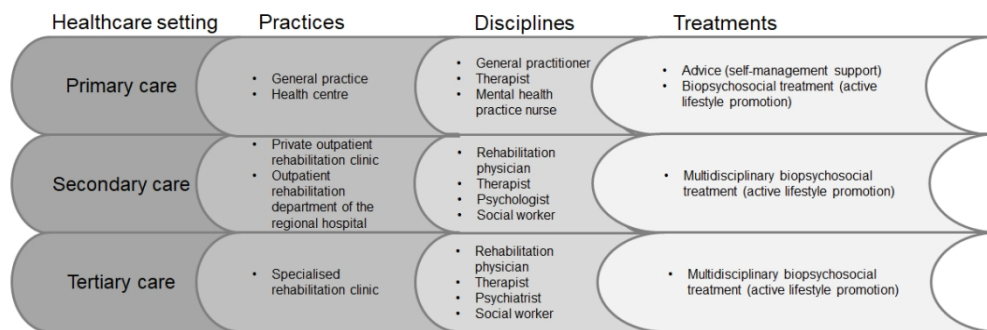 Healthcare setting
Practices
Disciplines
Treatments
Primary care
• General practice
• Health centre
• General practitioner
• Therapist
• Mental health
practice nurse
• Advice (self-management support)
• Biopsychosocial treatment (active
lifestyle promotion)
Secondary care
• Private outpatient
rehabilitation clinic
• Outpatient
rehabilitation
department of the
regional hospital
• Rehabilitation
physician
• Therapist
• Psychologist
• Social worker
• Multidisciplinary biopsychosocial
treatment (active lifestyle promotion)
Tertiary care
• Specialised
rehabilitation clinic
• Rehabilitation
physician
• Therapist
• Psychiatrist
• Social worker
• Multidisciplinary biopsychosocial
treatment (active lifestyle promotion)